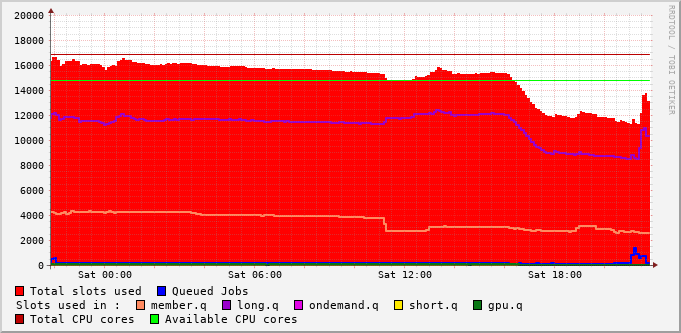 20000
18000
16000
14000
12000
10000
8000
6000
4000
2000
0
Sat 00:00 Sat 06:00 Sat 12:00 Sat 18:00
RRDTOOL / TOBI OETIKER
Total slots used Queued Jobs
Slots used in : member.q long.q ondemand.q short.q gpu.q
Total CPU cores Available CPU cores